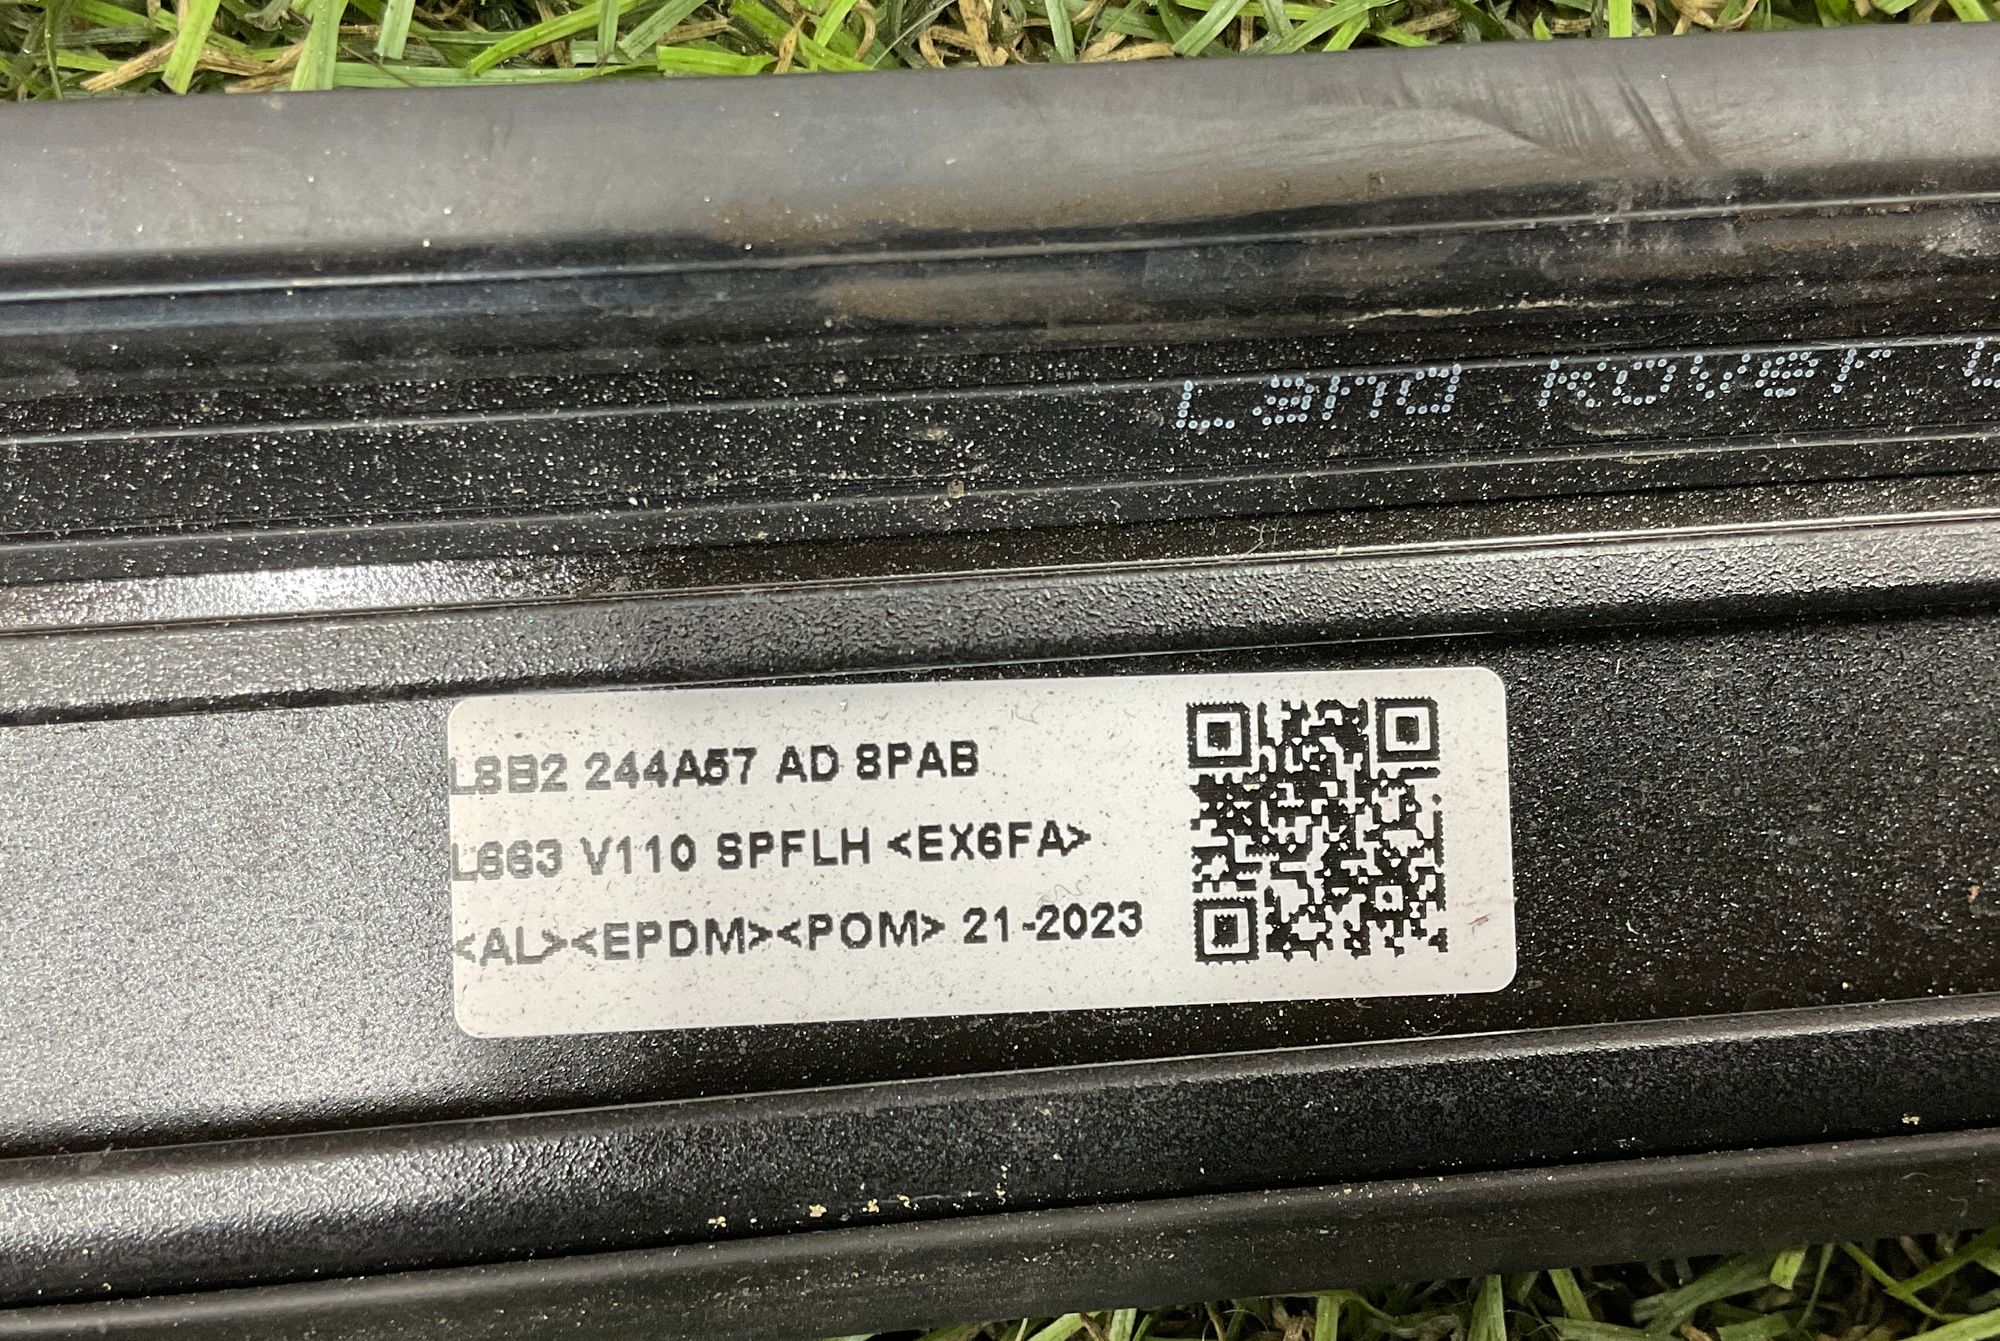 Land Rover
L8B2 244A57 AD 8PAB
L663 V110 SPFLH <EX6FA>
<AL><EPDM><POM> 21-2023